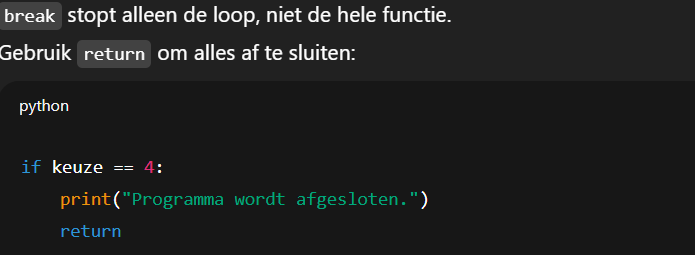 break stopt alleen de loop, niet de hele functie.
Gebruik return om alles af te sluiten:
python
if keuze == 4:
    print("Programma wordt afgesloten.")
    return